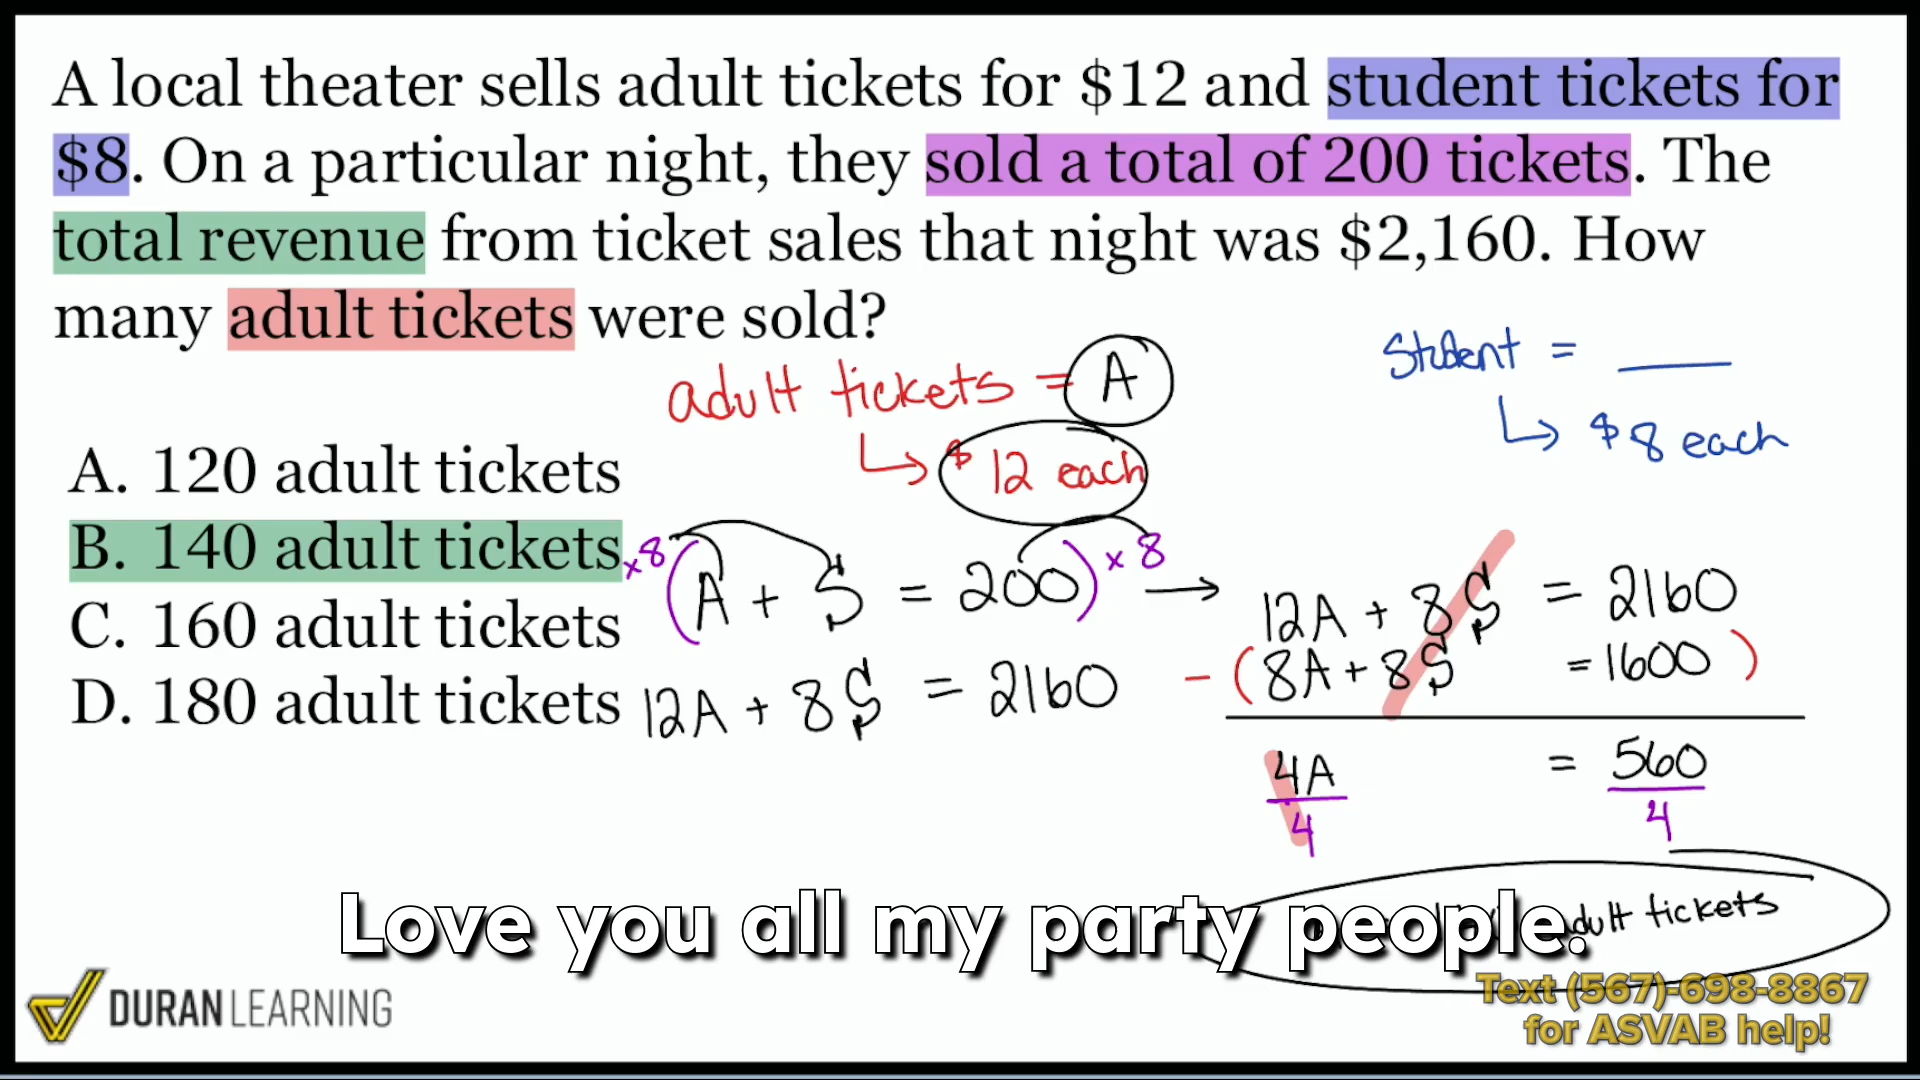 A local theater sells adult tickets for $12 and student tickets for
$8. On a particular night, they sold a total of 200 tickets. The
total revenue from ticket sales that night was $2,160. How
many adult tickets were sold?
adult tickets = A
↳ $12 each
Student = ____
↳ $8 each
A. 120 adult tickets
B. 140 adult tickets
C. 160 adult tickets
D. 180 adult tickets
×8 (A + S = 200) × 8 →
12A + 8S = 2160
12A + 8S = 2160
- (8A + 8S = 1600)
4A = 560
4 4
adult tickets
Love you all my party people.
DURAN LEARNING
Text (567)-698-8867
for ASVAB help!